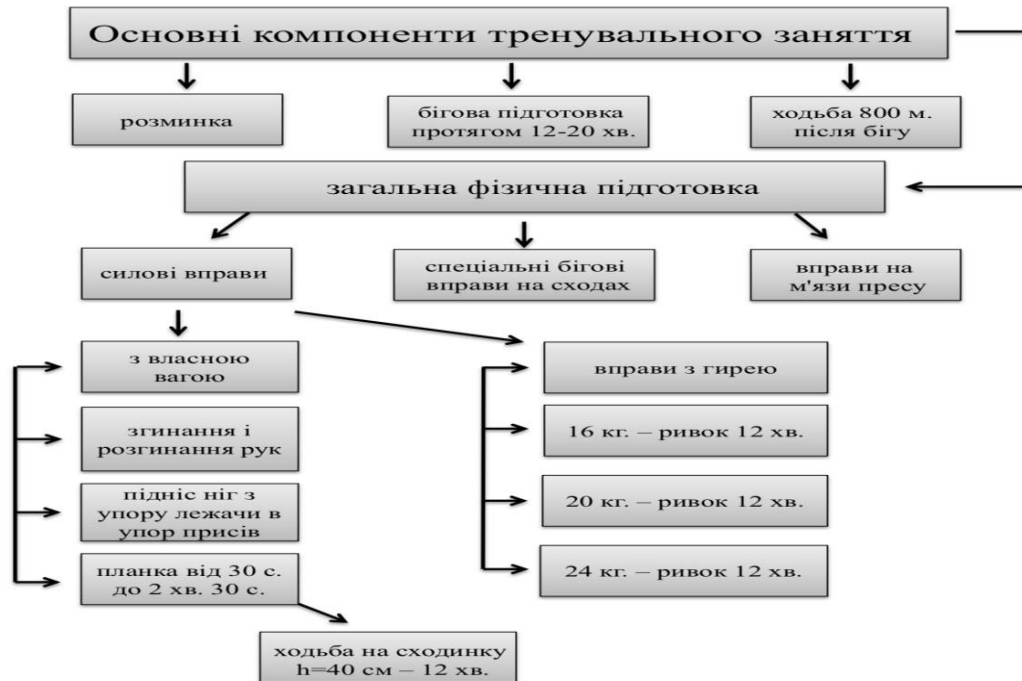 Основні компоненти тренувального заняття
розминка
бігова підготовка
протягом 12-20 хв.
ходьба 800 м.
після бігу
загальна фізична підготовка
силові вправи
спеціальні бігові
вправи на сходах
вправи на
м'язи пресу
з власною
вагою
згинання і
розгинання рук
підніс ніг з
упору лежачи в
упор присів
планка від 30 с.
до 2 хв. 30 с.
ходьба на сходинку
h=40 см – 12 хв.
вправи з гирею
16 кг. – ривок 12 хв.
20 кг. – ривок 12 хв.
24 кг. – ривок 12 хв.